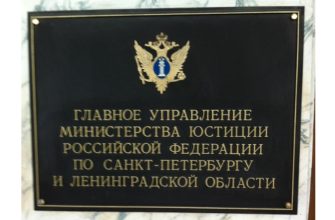 ГЛАВНОЕ УПРАВЛЕНИЕ
МИНИСТЕРСТВА ЮСТИЦИИ
РОССИЙСКОЙ ФЕДЕРАЦИИ
ПО САНКТ-ПЕТЕРБУРГУ
И ЛЕНИНГРАДСКОЙ ОБЛАСТИ